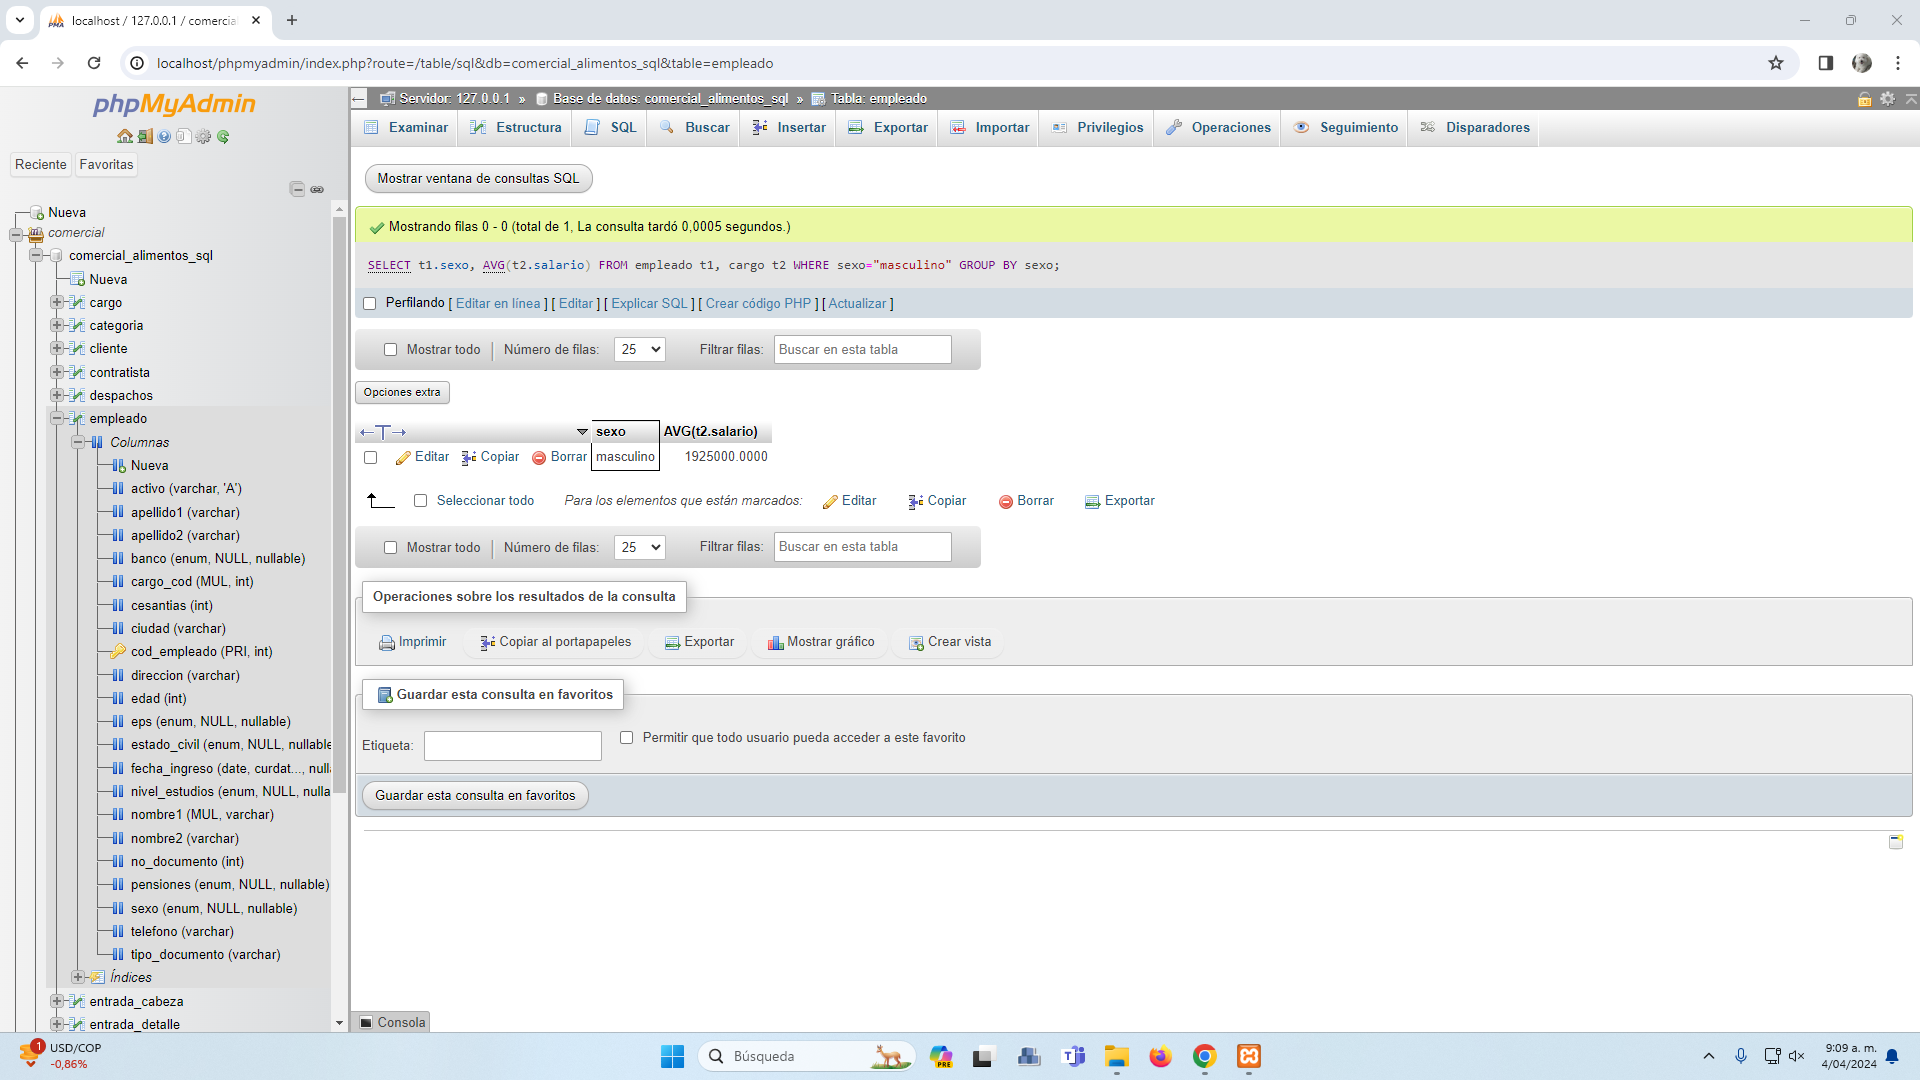 localhost / 127.0.0.1 / comercia
localhost/phpmyadmin/index.php?route=/table/sql&db=comercial_alimentos_sql&table=empleado
phpMyAdmin
Reciente
Favoritas
Nueva
comercial
comercial_alimentos_sql
Nueva
cargo
categoria
cliente
contratista
despachos
empleado
Columnas
Nueva
activo (varchar, 'A')
apellido1 (varchar)
apellido2 (varchar)
banco (enum, NULL, nullable)
cargo_cod (MUL, int)
cesantias (int)
ciudad (varchar)
cod_empleado (PRI, int)
direccion (varchar)
edad (int)
eps (enum, NULL, nullable)
estado_civil (enum, NULL, nullable
fecha_ingreso (date, curdat..., null
nivel_estudios (enum, NULL, nulla
nombre1 (MUL, varchar)
nombre2 (varchar)
no_documento (int)
pensiones (enum, NULL, nullable)
sexo (enum, NULL, nullable)
telefono (varchar)
tipo_documento (varchar)
Índices
entrada_cabeza
entrada_detalle
Servidor: 127.0.0.1 » Base de datos: comercial_alimentos_sql » Tabla: empleado
Examinar Estructura SQL Buscar Insertar Exportar Importar Privilegios Operaciones Seguimiento Disparadores
Mostrar ventana de consultas SQL
Mostrando filas 0 - 0 (total de 1, La consulta tardó 0,0005 segundos.)
SELECT t1.sexo, AVG(t2.salario) FROM empleado t1, cargo t2 WHERE sexo="masculino" GROUP BY sexo;
Perfilando [ Editar en línea ] [ Editar ] [ Explicar SQL ] [ Crear código PHP ] [ Actualizar ]
Mostrar todo Número de filas: 25 Filtrar filas: Buscar en esta tabla
Opciones extra
sexo AVG(t2.salario)
Editar Copiar Borrar masculino 1925000.0000
Seleccionar todo Para los elementos que están marcados: Editar Copiar Borrar Exportar
Mostrar todo Número de filas: 25 Filtrar filas: Buscar en esta tabla
Operaciones sobre los resultados de la consulta
Imprimir Copiar al portapapeles Exportar Mostrar gráfico Crear vista
Guardar esta consulta en favoritos
Etiqueta: Permitir que todo usuario pueda acceder a este favorito
Guardar esta consulta en favoritos
Consola
1
USD/COP
-0,86%
Búsqueda
PRE
9:09 a. m.
4/04/2024